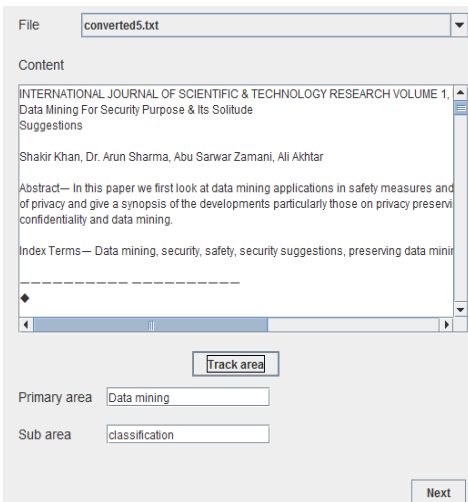 File converted5.txt
Content
INTERNATIONAL JOURNAL OF SCIENTIFIC & TECHNOLOGY RESEARCH VOLUME 1,
Data Mining For Security Purpose & Its Solitude
Suggestions
Shakir Khan, Dr. Arun Sharma, Abu Sarwar Zamani, Ali Akhtar
Abstract— In this paper we first look at data mining applications in safety measures and
of privacy and give a synopsis of the developments particularly those on privacy preservi
confidentiality and data mining.
Index Terms— Data mining, security, safety, security suggestions, preserving data minin
—————————— ——————————
◆
Track area
Primary area Data mining
Sub area classification
Next